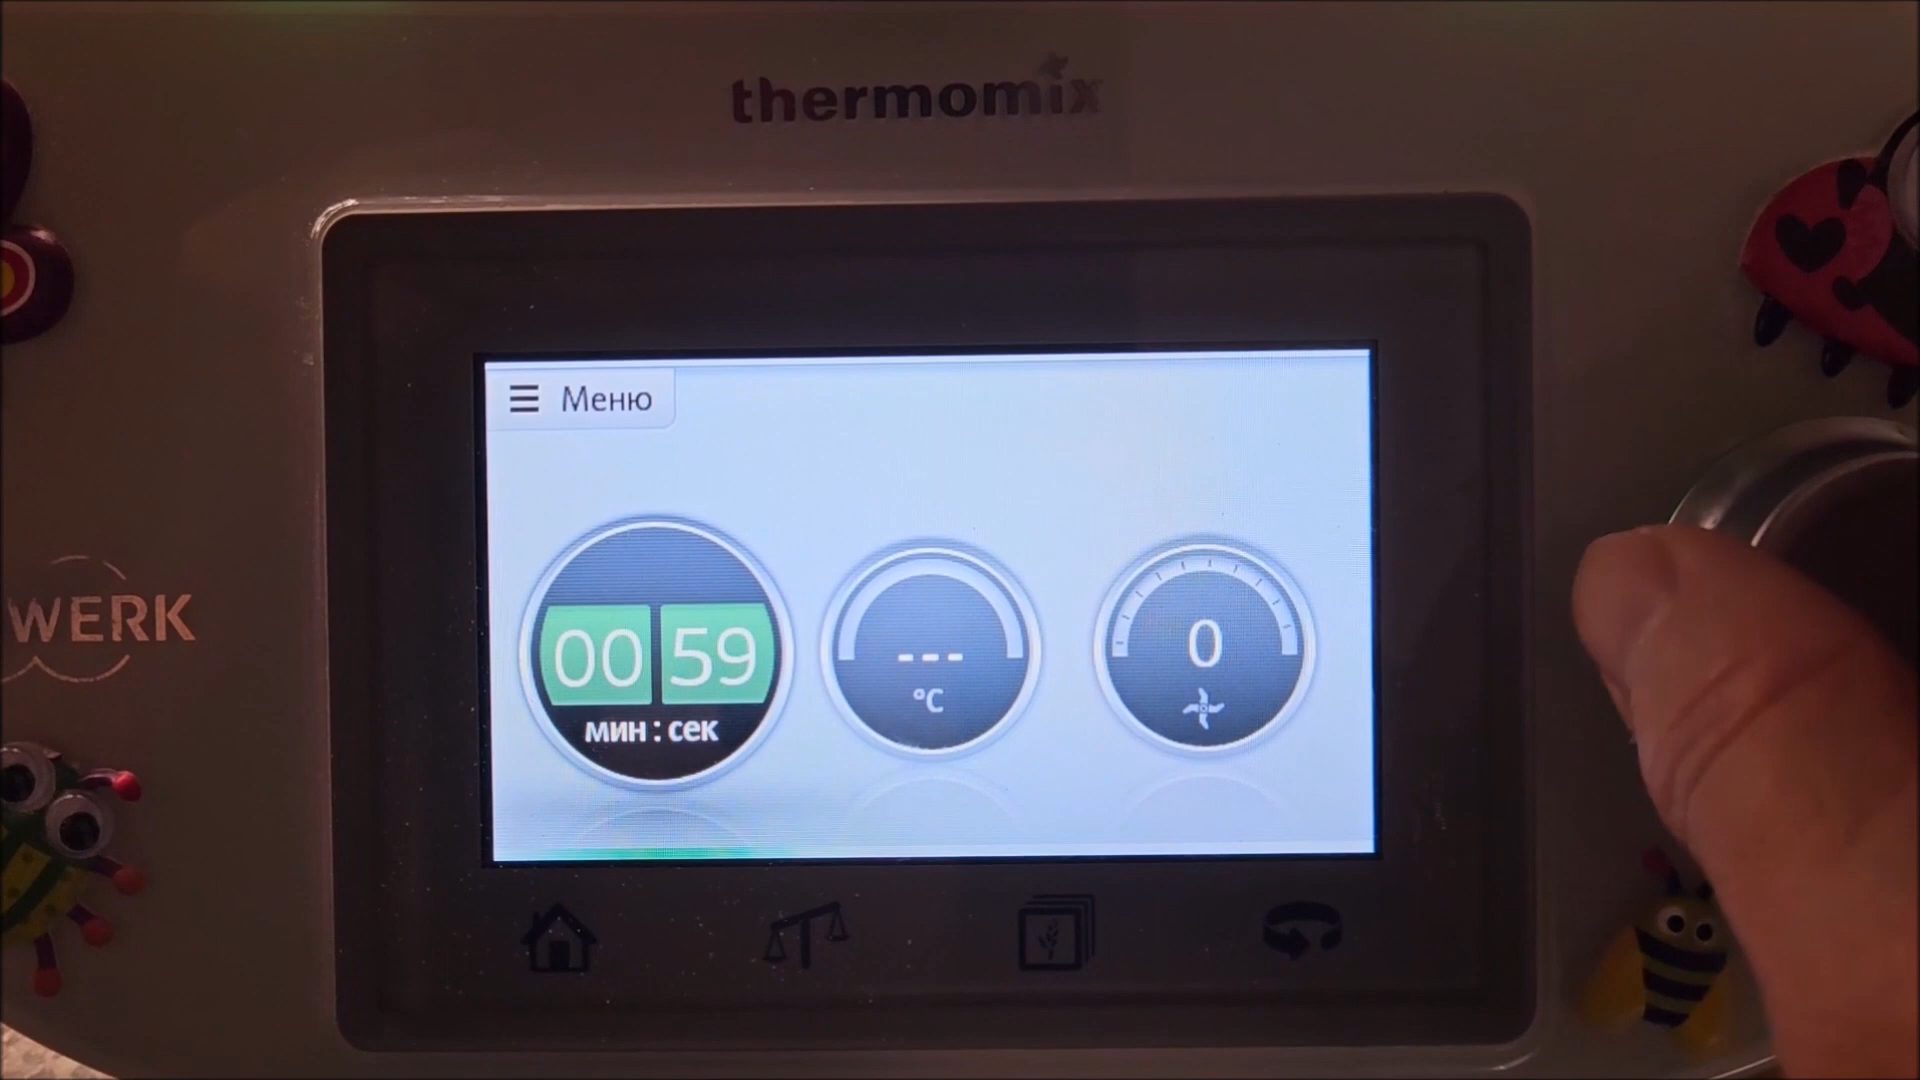 thermomix
Меню
00 59
мин : сек
---
°C
0
WERK